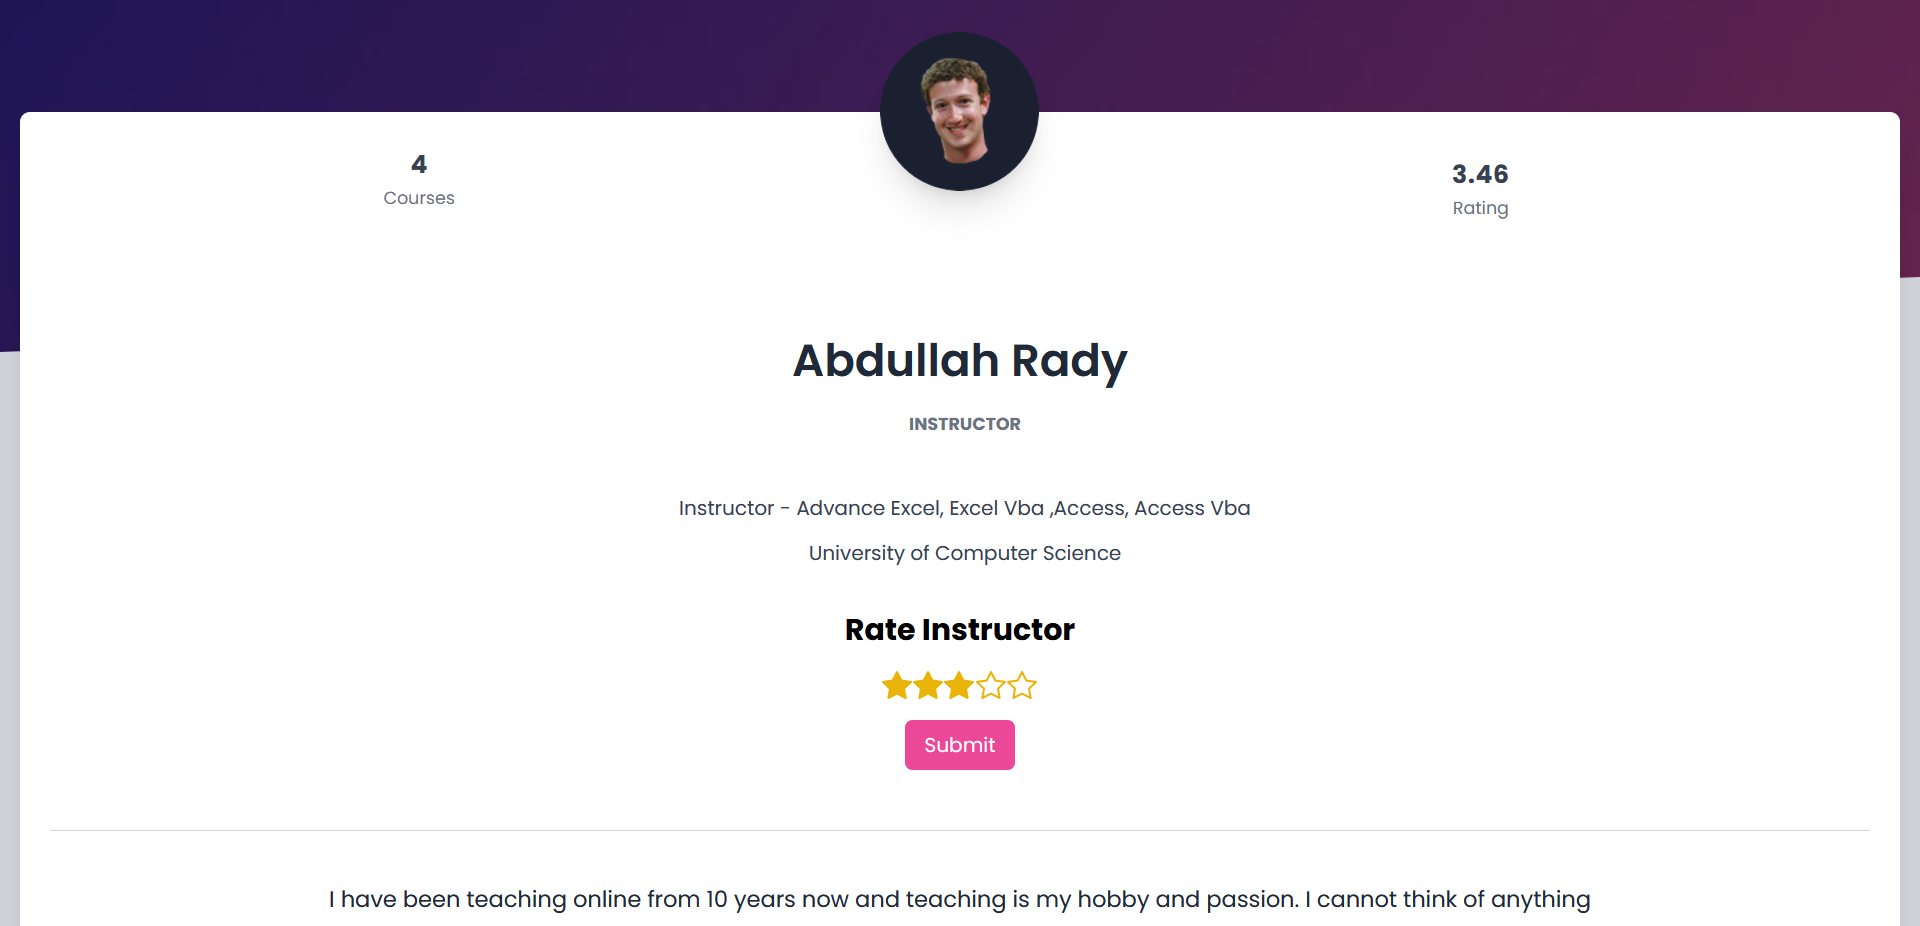 4
Courses
3.46
Rating
Abdullah Rady
INSTRUCTOR
Instructor - Advance Excel, Excel Vba ,Access, Access Vba
University of Computer Science
Rate Instructor
Submit
I have been teaching online from 10 years now and teaching is my hobby and passion. I cannot think of anything